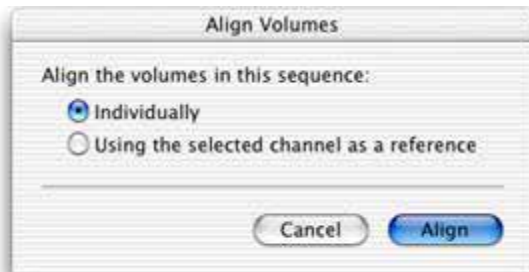 Align Volumes
Align the volumes in this sequence:
Individually
Using the selected channel as a reference
Cancel Align